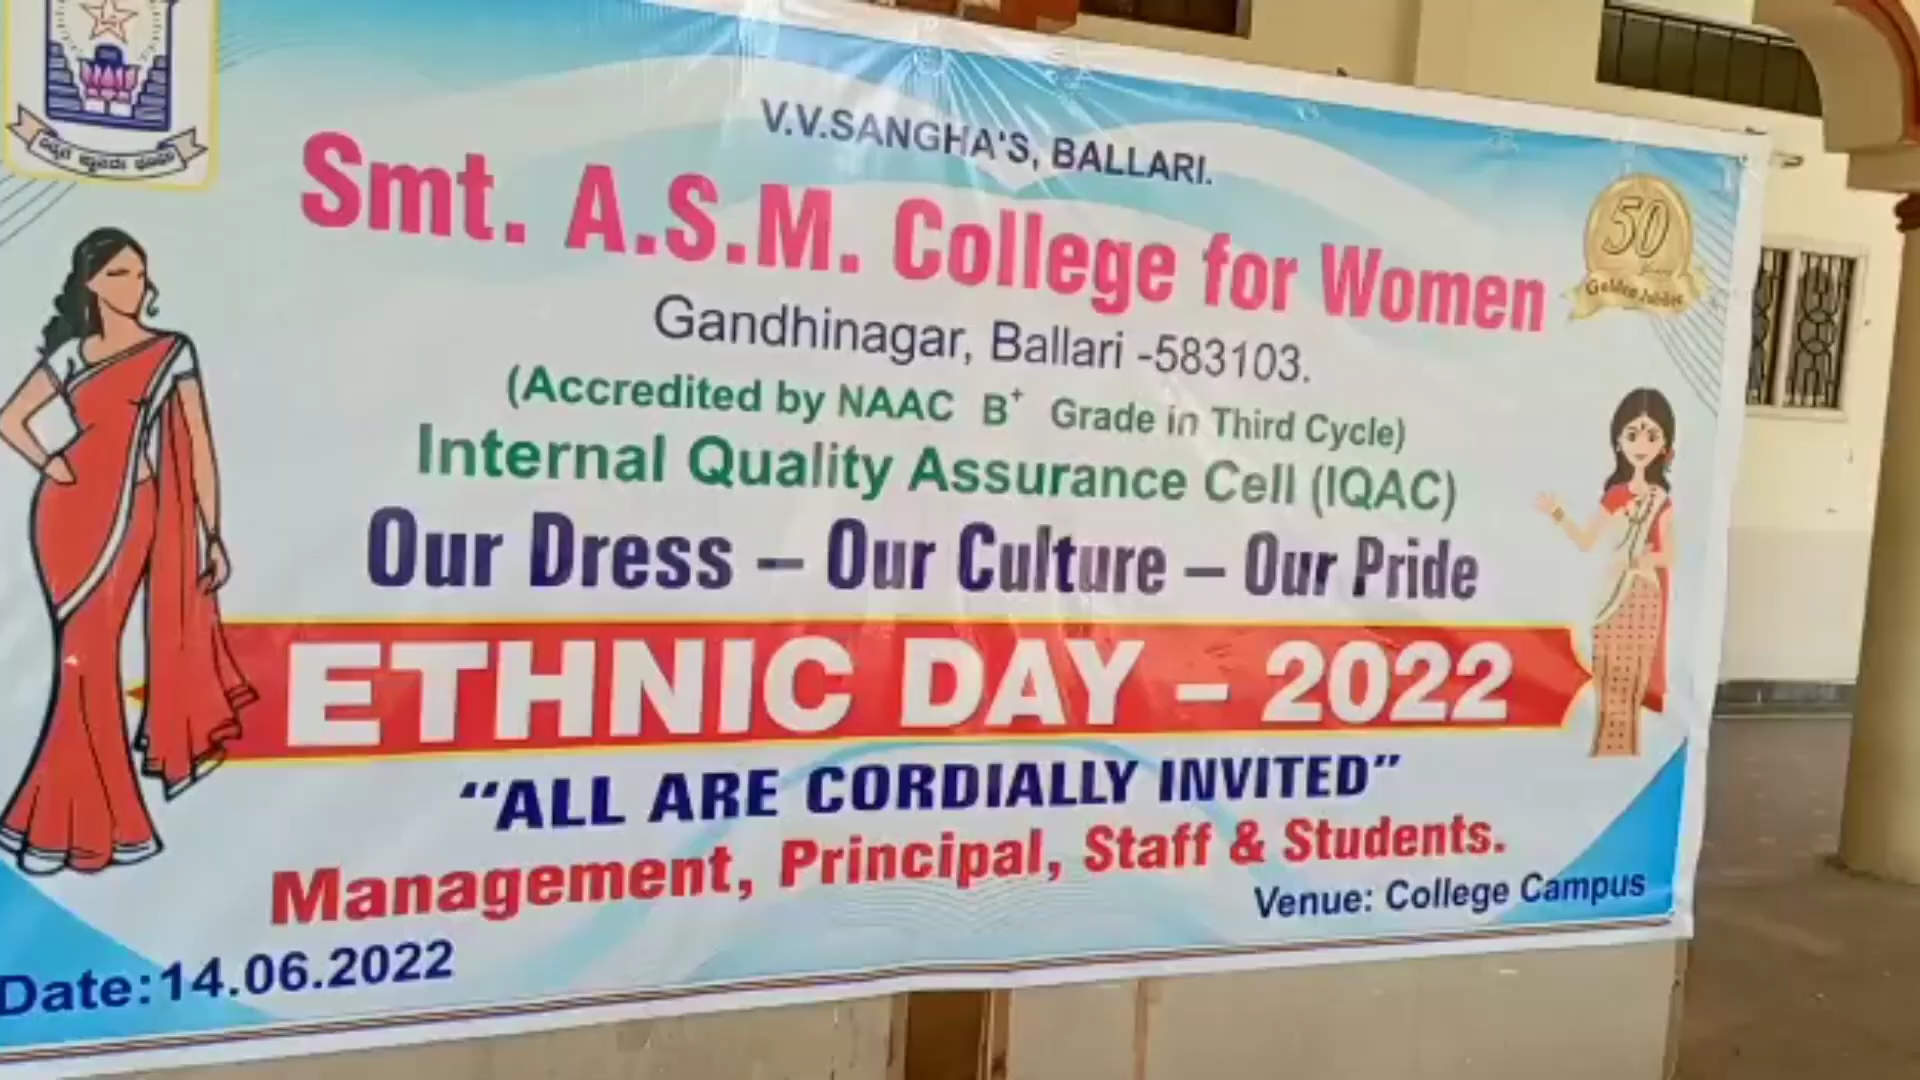 V.V.SANGHA'S, BALLARI.
Smt. A.S.M. College for Women
50
Golden Jubilee
Gandhinagar, Ballari -583103.
(Accredited by NAAC B+ Grade in Third Cycle)
Internal Quality Assurance Cell (IQAC)
Our Dress – Our Culture – Our Pride
ETHNIC DAY – 2022
“ALL ARE CORDIALLY INVITED”
Management, Principal, Staff & Students.
Venue: College Campus
Date:14.06.2022